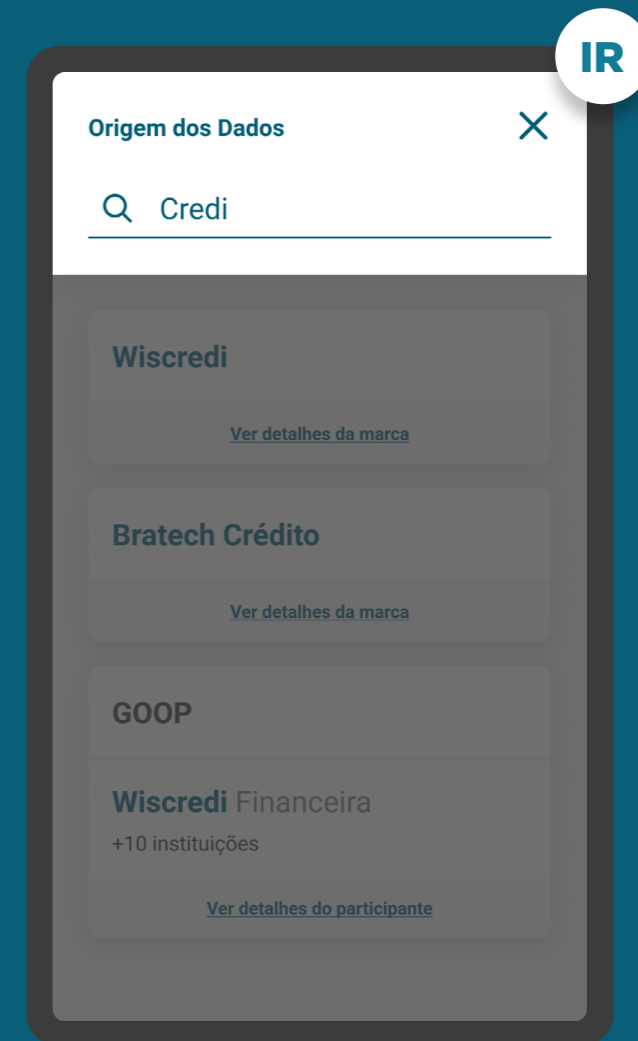 IR
Origem dos Dados
Credi
Wiscredi
Ver detalhes da marca
Bratech Crédito
Ver detalhes da marca
GOOP
Wiscredi Financeira
+10 instituições
Ver detalhes do participante